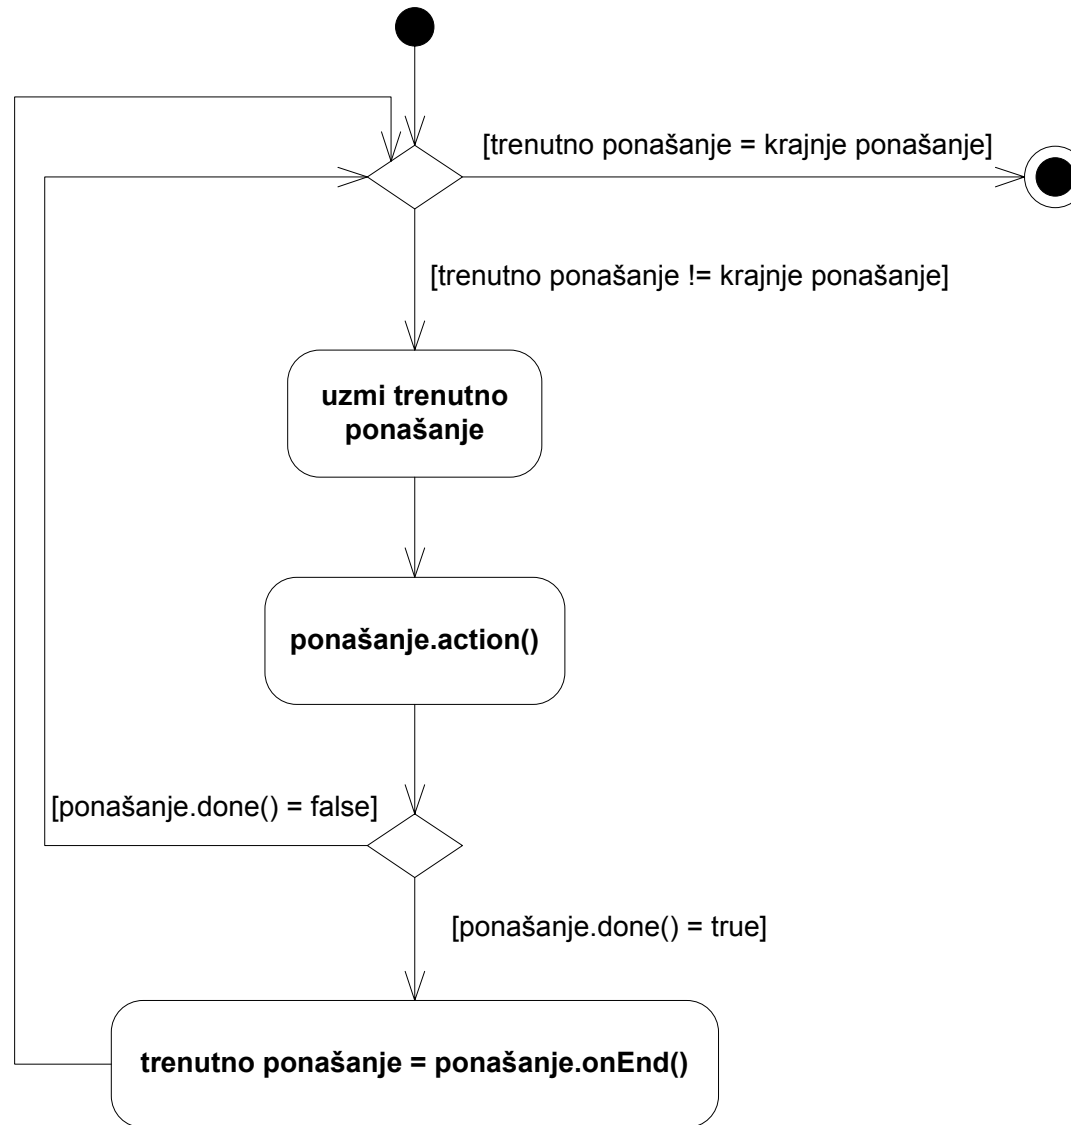 [trenutno ponašanje = krajnje ponašanje]
[trenutno ponašanje != krajnje ponašanje]
uzmi trenutno
ponašanje
ponašanje.action()
[ponašanje.done() = false]
[ponašanje.done() = true]
trenutno ponašanje = ponašanje.onEnd()